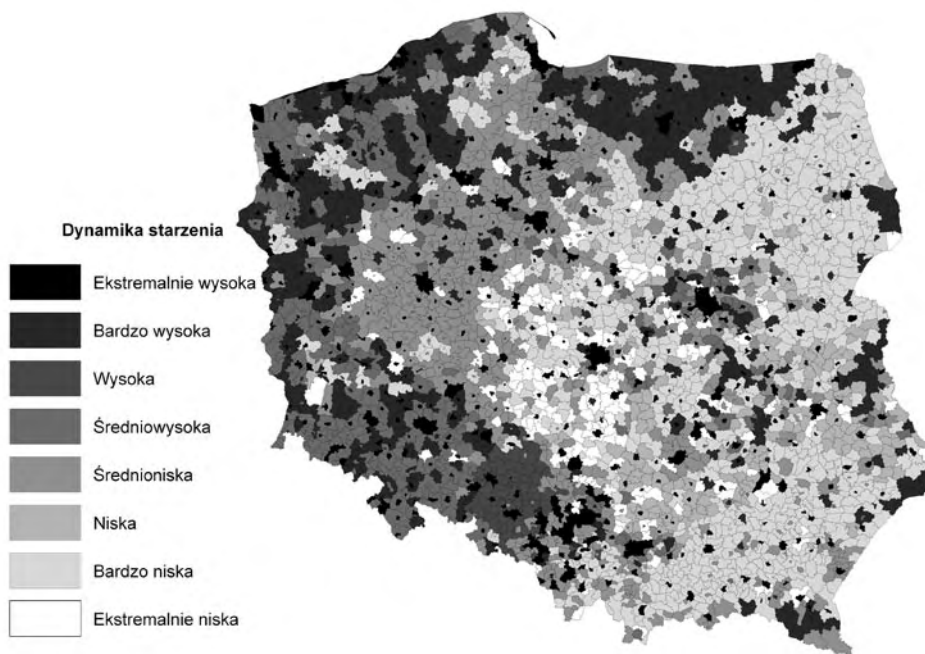 Dynamika starzenia
Ekstremalnie wysoka
Bardzo wysoka
Wysoka
Średniowysoka
Średnioniska
Niska
Bardzo niska
Ekstremalnie niska